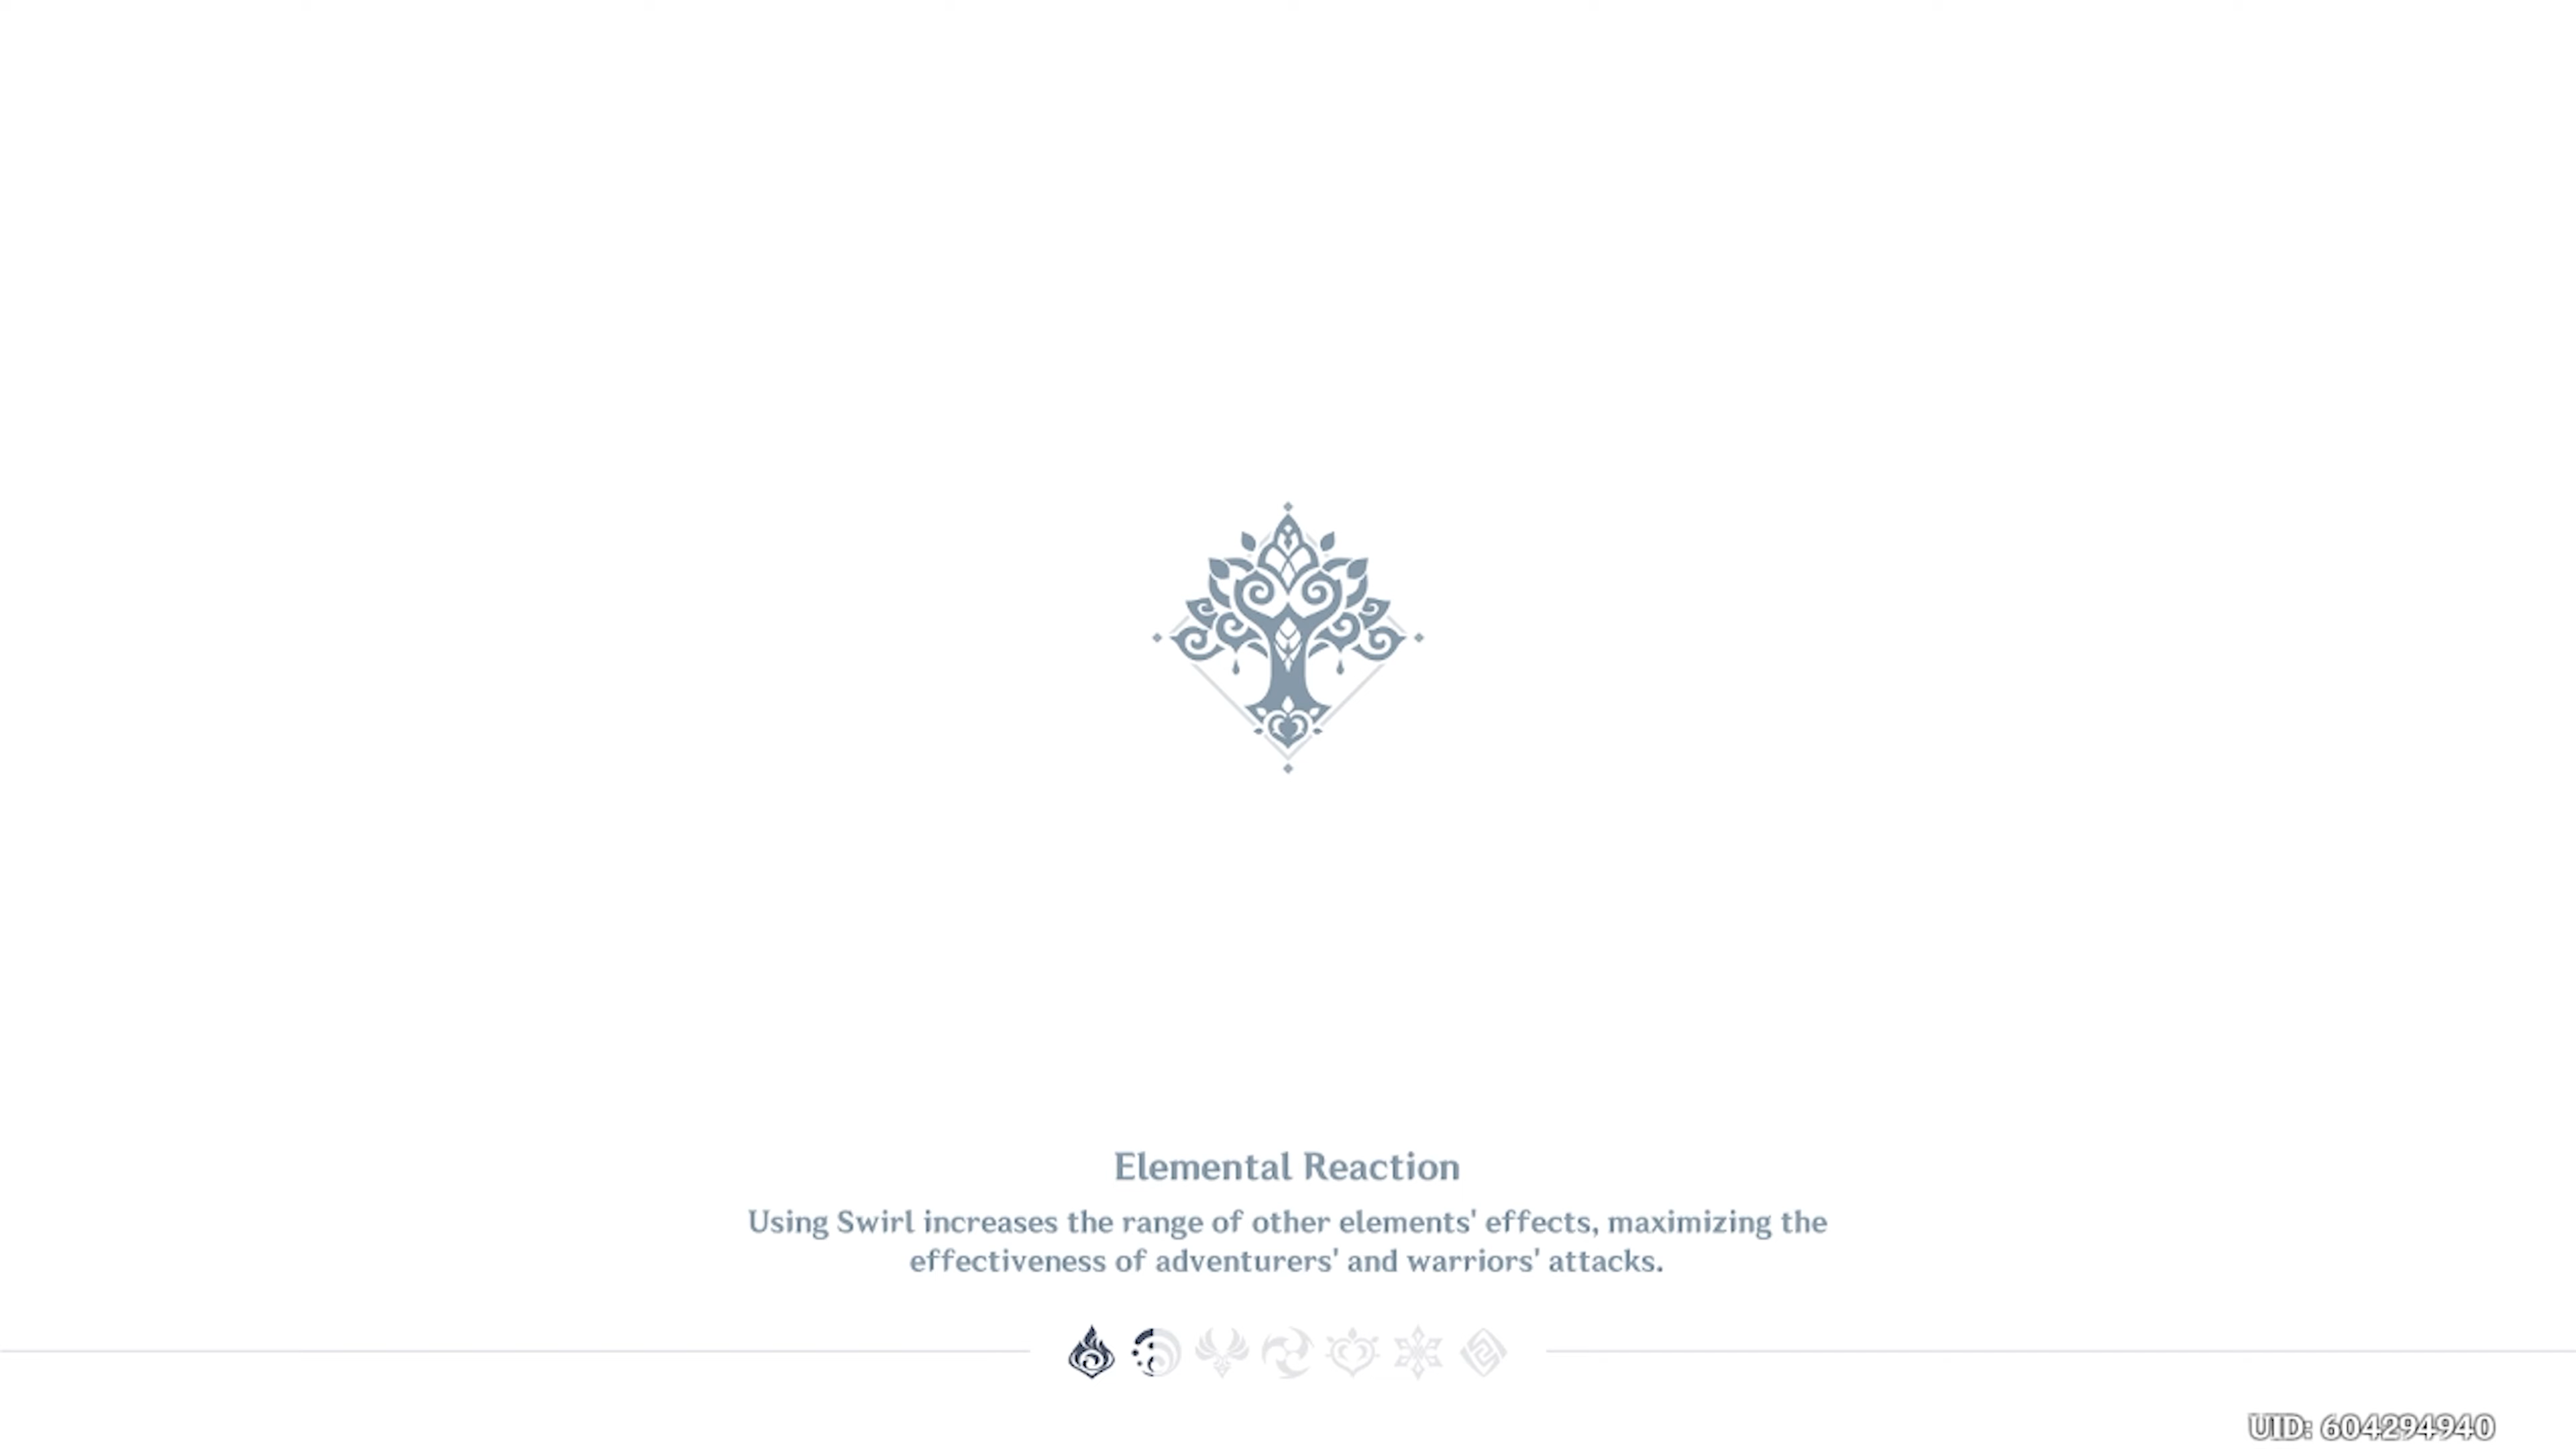 Elemental Reaction
Using Swirl increases the range of other elements' effects, maximizing the
effectiveness of adventurers' and warriors' attacks.
UID: 604294940